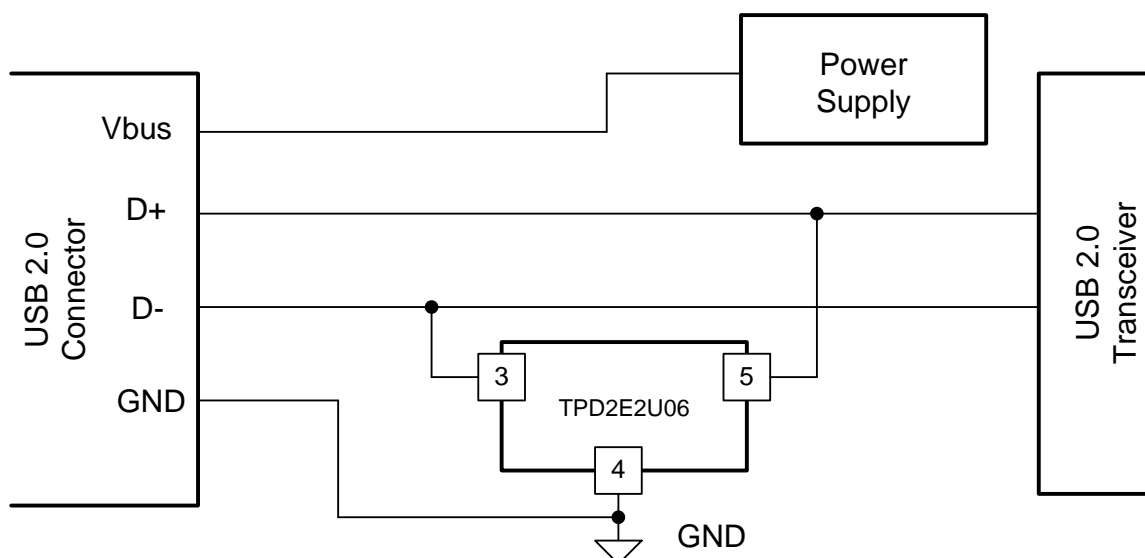 Power
Supply
Vbus
D+
D-
GND
USB 2.0
Connector
USB 2.0
Transceiver
3
5
TPD2E2U06
4
GND